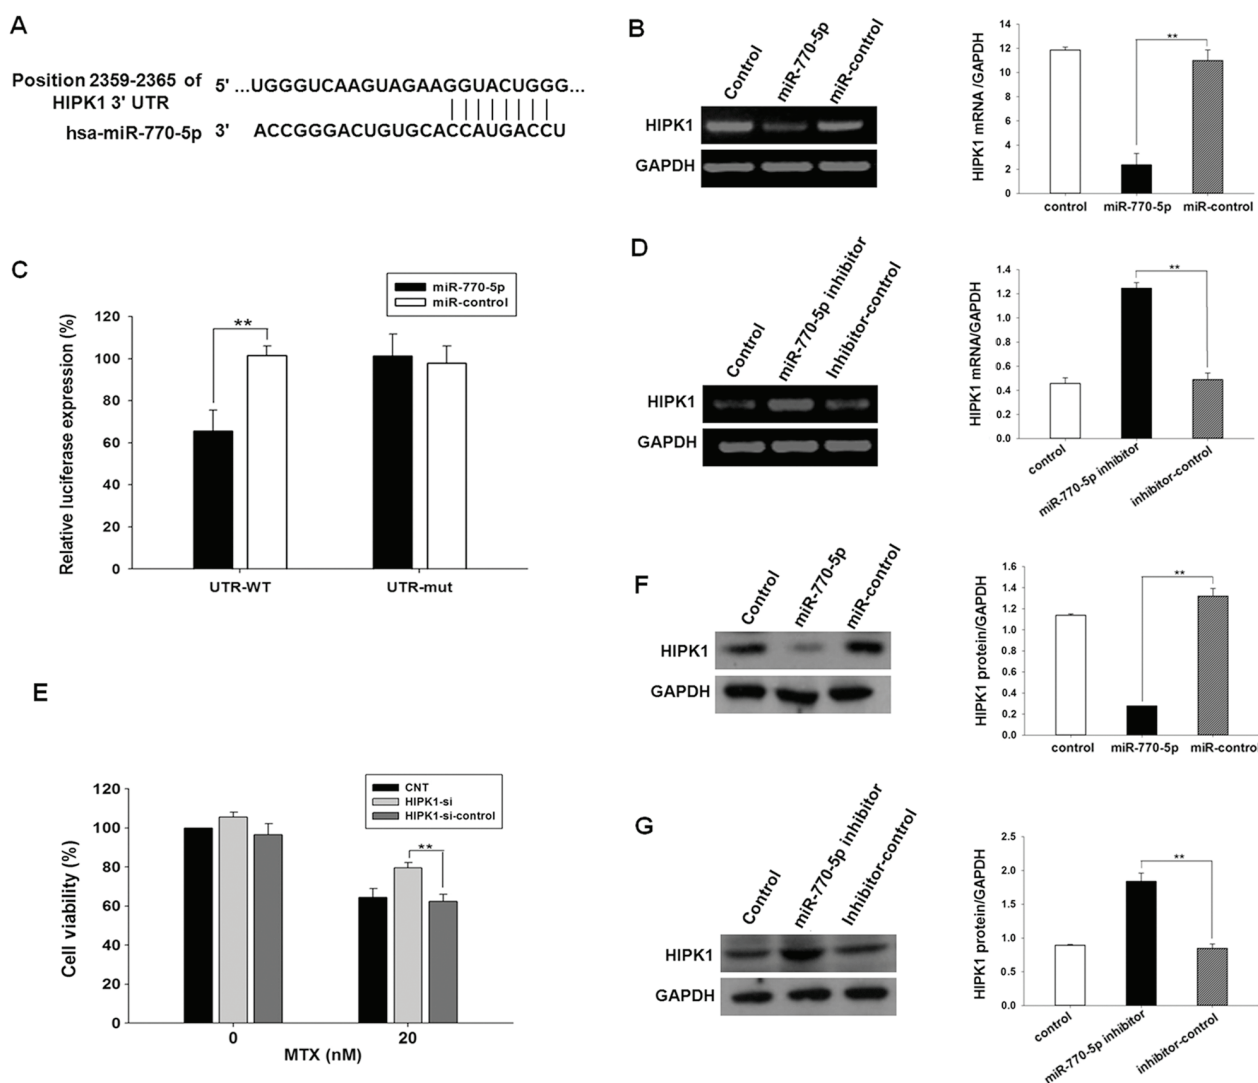 A
Position 2359-2365 of 5' ...UGGGUCAAGUAGAAGGUACUGGG...
HIPK1 3' UTR
hsa-miR-770-5p 3' ACCGGGACUGUGCACCAUGACCU
B
Control miR-770-5p miR-control
HIPK1
GAPDH
HIPK1 mRNA /GAPDH
14
12
10
8
6
4
2
0
**
control miR-770-5p miR-control
C
Relative luciferase expression (%)
140
120
100
80
60
40
20
0
miR-770-5p
miR-control
**
UTR-WT UTR-mut
D
Control miR-770-5p inhibitor Inhibitor-control
HIPK1
GAPDH
HIPK1 mRNA/GAPDH
1.4
1.2
1.0
0.8
0.6
0.4
0.2
0.0
**
control miR-770-5p inhibitor inhibitor-control
E
Cell viability (%)
120
100
80
60
40
20
0
CNT
HIPK1-si
HIPK1-si-control
**
0 20
MTX (nM)
F
Control miR-770-5p miR-control
HIPK1
GAPDH
HIPK1 protein/GAPDH
1.6
1.4
1.2
1.0
0.8
0.6
0.4
0.2
0.0
**
control miR-770-5p miR-control
G
Control miR-770-5p inhibitor Inhibitor-control
HIPK1
GAPDH
HIPK1 protein/GAPDH
2.5
2.0
1.5
1.0
0.5
0.0
**
control miR-770-5p inhibitor inhibitor-control